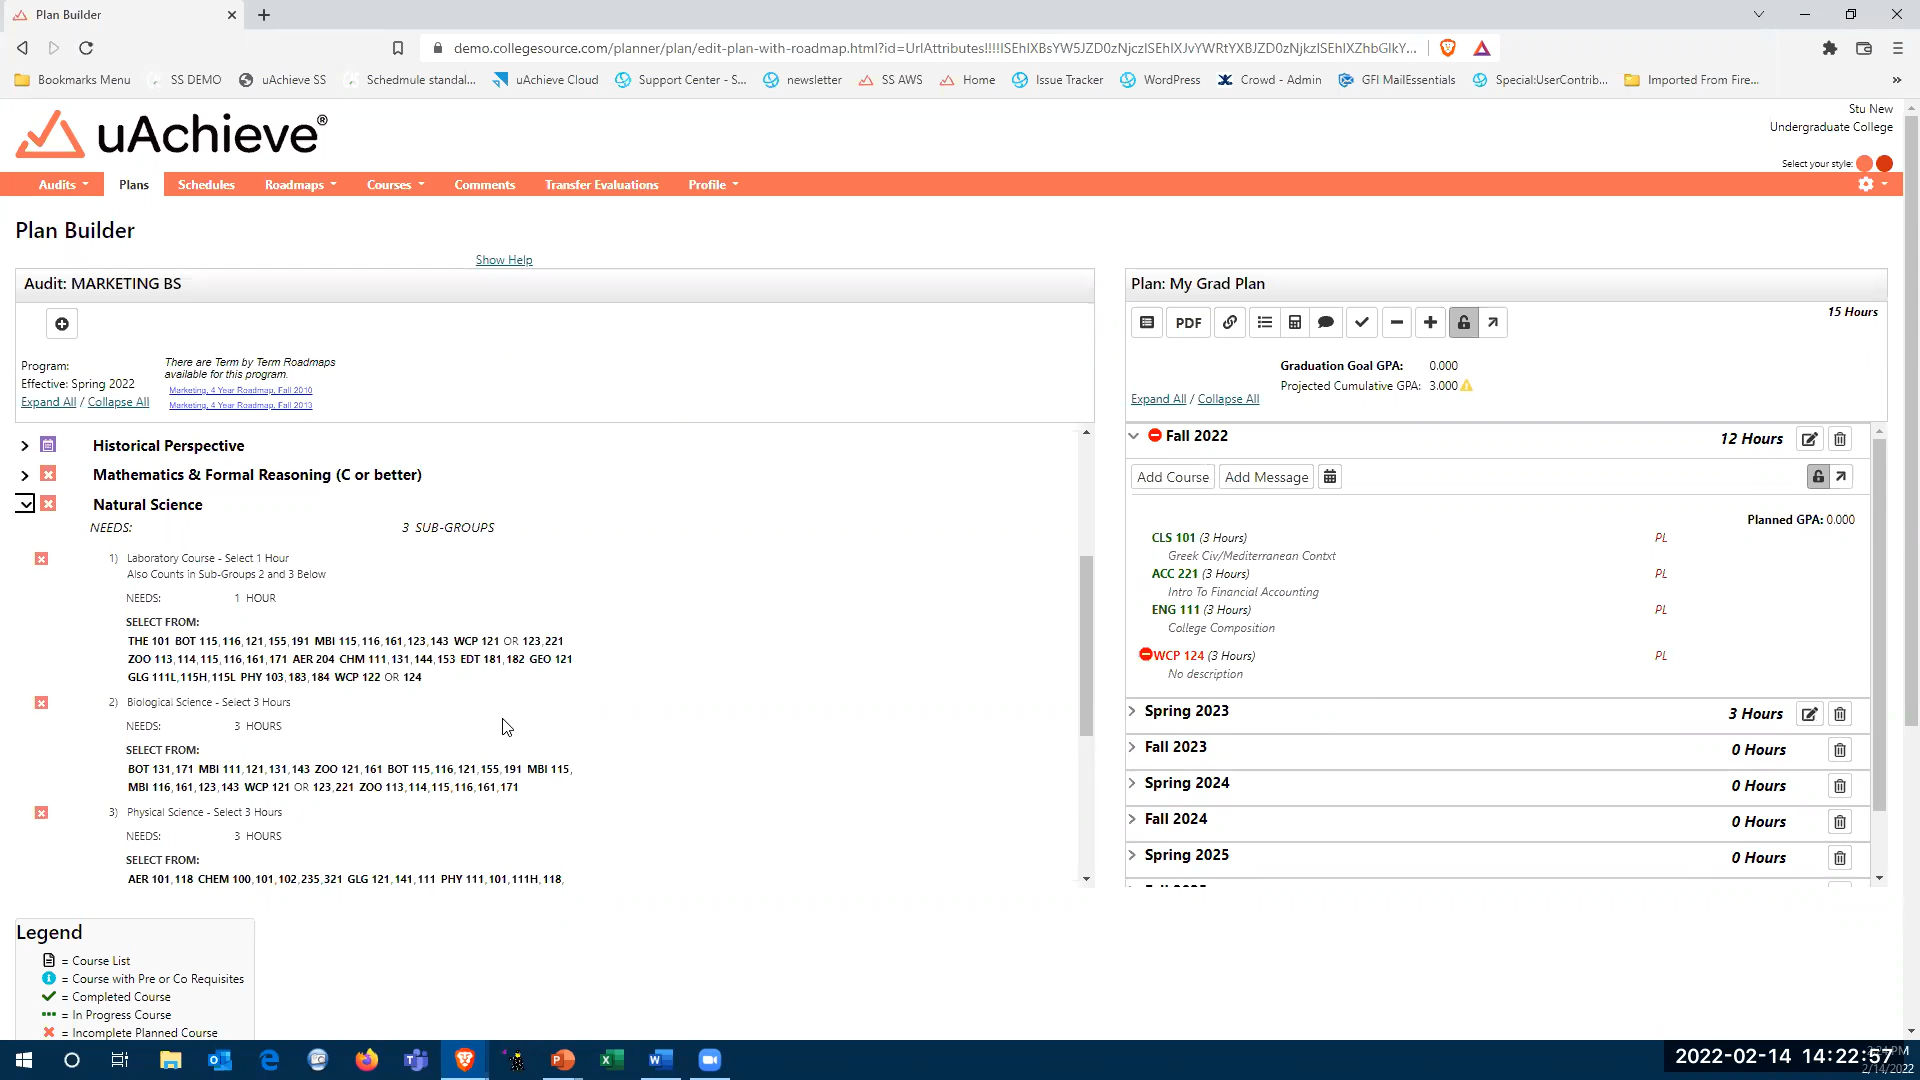 Plan Builder
demo.collegesource.com/planner/plan/edit-plan-with-roadmap.html?id=UrlAttributes!!!!ISEhIXBsYW5JZD0zNjczISEhIXJvYWRtYXBJZD0zNjkzISEhIXZhbGlkY...
Bookmarks Menu SS DEMO uAchieve SS Schedmule standal... uAchieve Cloud Support Center - S... newsletter SS AWS Home Issue Tracker WordPress Crowd - Admin GFI MailEssentials Special:UserContrib... Imported From Fire... »
uAchieve®
Stu New
Undergraduate College
Select your style:
Audits Plans Schedules Roadmaps Courses Comments Transfer Evaluations Profile
Plan Builder
Show Help
Audit: MARKETING BS
Program:
Effective: Spring 2022
Expand All / Collapse All
There are Term by Term Roadmaps
available for this program.
Marketing, 4 Year Roadmap, Fall 2010
Marketing, 4 Year Roadmap, Fall 2013
Historical Perspective
Mathematics & Formal Reasoning (C or better)
Natural Science
NEEDS: 3 SUB-GROUPS
1) Laboratory Course - Select 1 Hour
Also Counts in Sub-Groups 2 and 3 Below
NEEDS: 1 HOUR
SELECT FROM:
THE 101 BOT 115,116,121,155,191 MBI 115,116,161,123,143 WCP 121 OR 123,221
ZOO 113,114,115,116,161,171 AER 204 CHM 111,131,144,153 EDT 181,182 GEO 121
GLG 111L,115H,115L PHY 103,183,184 WCP 122 OR 124
2) Biological Science - Select 3 Hours
NEEDS: 3 HOURS
SELECT FROM:
BOT 131,171 MBI 111,121,131,143 ZOO 121,161 BOT 115,116,121,155,191 MBI 115,
MBI 116,161,123,143 WCP 121 OR 123,221 ZOO 113,114,115,116,161,171
3) Physical Science - Select 3 Hours
NEEDS: 3 HOURS
SELECT FROM:
AER 101,118 CHEM 100,101,102,235,321 GLG 121,141,111 PHY 111,101,111H,118,
Plan: My Grad Plan
PDF
15 Hours
Graduation Goal GPA: 0.000
Projected Cumulative GPA: 3.000
Expand All / Collapse All
Fall 2022 12 Hours
Add Course Add Message
Planned GPA: 0.000
CLS 101 (3 Hours) PL
Greek Civ/Mediterranean Contxt
ACC 221 (3 Hours) PL
Intro To Financial Accounting
ENG 111 (3 Hours) PL
College Composition
WCP 124 (3 Hours) PL
No description
Spring 2023 3 Hours
Fall 2023 0 Hours
Spring 2024 0 Hours
Fall 2024 0 Hours
Spring 2025 0 Hours
Legend
= Course List
= Course with Pre or Co Requisites
= Completed Course
= In Progress Course
= Incomplete Planned Course
2022-02-14 14:22:57
2/14/2022